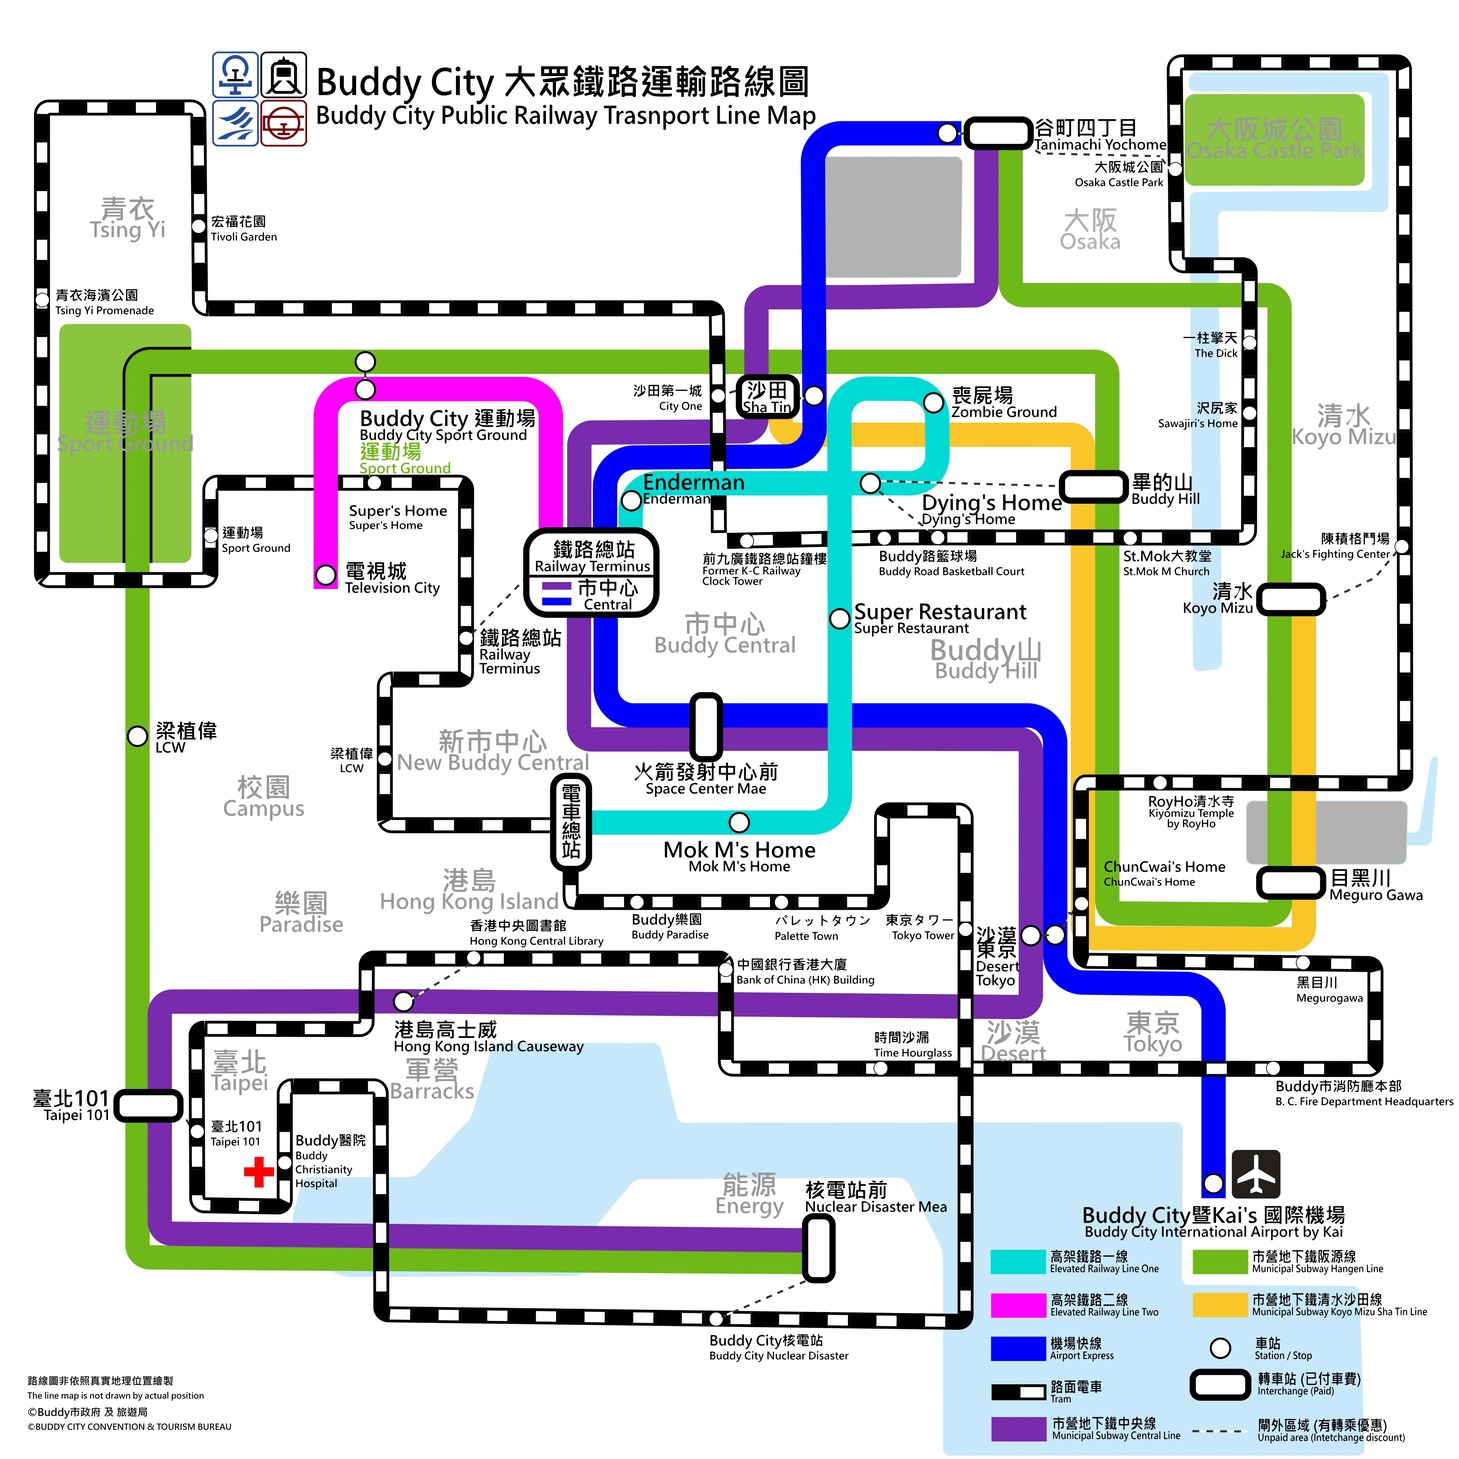 Buddy City 大眾鐵路運輸路線圖
Buddy City Public Railway Trasnport Line Map
谷町四丁目
Tanimachi Yochome
大阪城公園
Osaka Castle Park
大阪城公園
Osaka Castle Park
青衣
Tsing Yi
宏福花園
Tivoli Garden
大阪
Osaka
青衣海濱公園
Tsing Yi Promenade
一柱擎天
The Dick
沙田第一城
City One
沙田
Sha Tin
喪屍場
Zombie Ground
沢尻家
Sawajiri's Home
清水
Koyo Mizu
運動場
Sport Ground
Buddy City 運動場
Buddy City Sport Ground
運動場
Sport Ground
Enderman
Enderman
Dying's Home
Dying's Home
畢的山
Buddy Hill
Super's Home
Super's Home
運動場
Sport Ground
鐵路總站
Railway Terminus
市中心
Central
前九廣鐵路總站鐘樓
Former K-C Railway
Clock Tower
Buddy路籃球場
Buddy Road Basketball Court
St.Mok大教堂
St.Mok M Church
陳積格鬥場
Jack's Fighting Center
電視城
Television City
清水
Koyo Mizu
鐵路總站
Railway
Terminus
市中心
Buddy Central
Super Restaurant
Super Restaurant
Buddy山
Buddy Hill
梁植偉
LCW
梁植偉
LCW
新市中心
New Buddy Central
火箭發射中心前
Space Center Mae
校園
Campus
電車總站
RoyHo清水寺
Kiyomizu Temple
by RoyHo
Mok M's Home
Mok M's Home
ChunCwai's Home
ChunCwai's Home
目黑川
Meguro Gawa
港島
Hong Kong Island
樂園
Paradise
香港中央圖書館
Hong Kong Central Library
Buddy樂園
Buddy Paradise
パレットタウン
Palette Town
東京タワー
Tokyo Tower
沙漠
東京
Desert
Tokyo
中國銀行香港大廈
Bank of China (HK) Building
黑目川
Megurogawa
港島高士威
Hong Kong Island Causeway
時間沙漏
Time Hourglass
沙漠
Desert
東京
Tokyo
臺北
Taipei
軍營
Barracks
Buddy市消防廳本部
B. C. Fire Department Headquarters
臺北101
Taipei 101
臺北101
Taipei 101
Buddy醫院
Buddy
Christianity
Hospital
能源
Energy
核電站前
Nuclear Disaster Mea
Buddy City暨Kai's 國際機場
Buddy City International Airport by Kai
Buddy City核電站
Buddy City Nuclear Disaster
高架鐵路一線
Elevated Railway Line One
高架鐵路二線
Elevated Railway Line Two
機場快線
Airport Express
路面電車
Tram
市營地下鐵中央線
Municipal Subway Central Line
市營地下鐵阪源線
Municipal Subway Hangen Line
市營地下鐵清水沙田線
Municipal Subway Koyo Mizu Sha Tin Line
車站
Station / Stop
轉車站 (已付車費)
Interchange (Paid)
閘外區域 (有轉乘優惠)
Unpaid area (Intetchange discount)
路線圖非依照真實地理位置繪製
The line map is not drawn by actual position
©Buddy市政府 及 旅遊局
©BUDDY CITY CONVENTION & TOURISM BUREAU